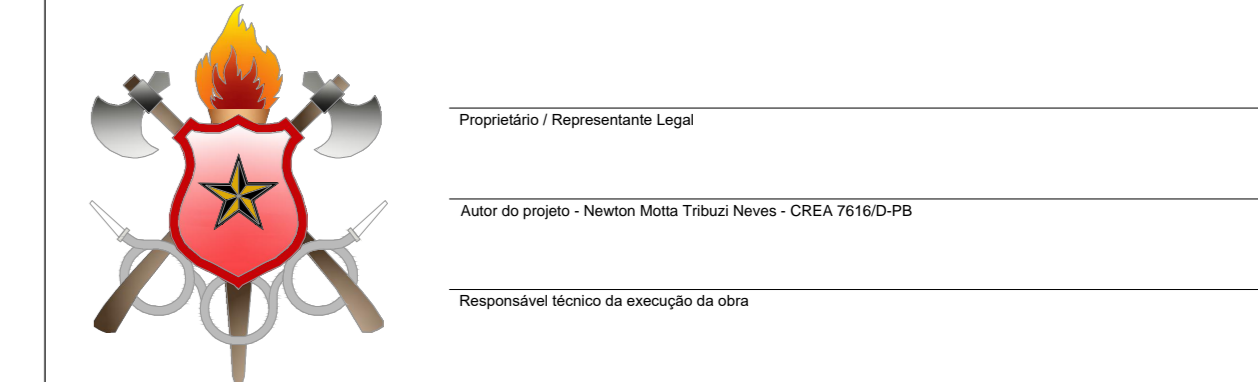 Proprietário / Representante Legal
Autor do projeto - Newton Motta Tribuzi Neves - CREA 7616/D-PB
Responsável técnico da execução da obra